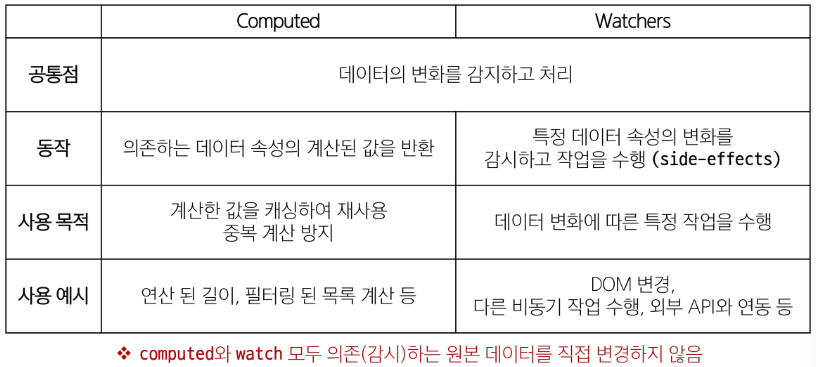 Computed Watchers
공통점 데이터의 변화를 감지하고 처리
동작 의존하는 데이터 속성의 계산된 값을 반환
특정 데이터 속성의 변화를
감시하고 작업을 수행 (side-effects)
사용 목적
계산한 값을 캐싱하여 재사용
중복 계산 방지
데이터 변화에 따른 특정 작업을 수행
사용 예시 연산 된 길이, 필터링 된 목록 계산 등
DOM 변경,
다른 비동기 작업 수행, 외부 API와 연동 등
❖ computed와 watch 모두 의존(감시)하는 원본 데이터를 직접 변경하지 않음